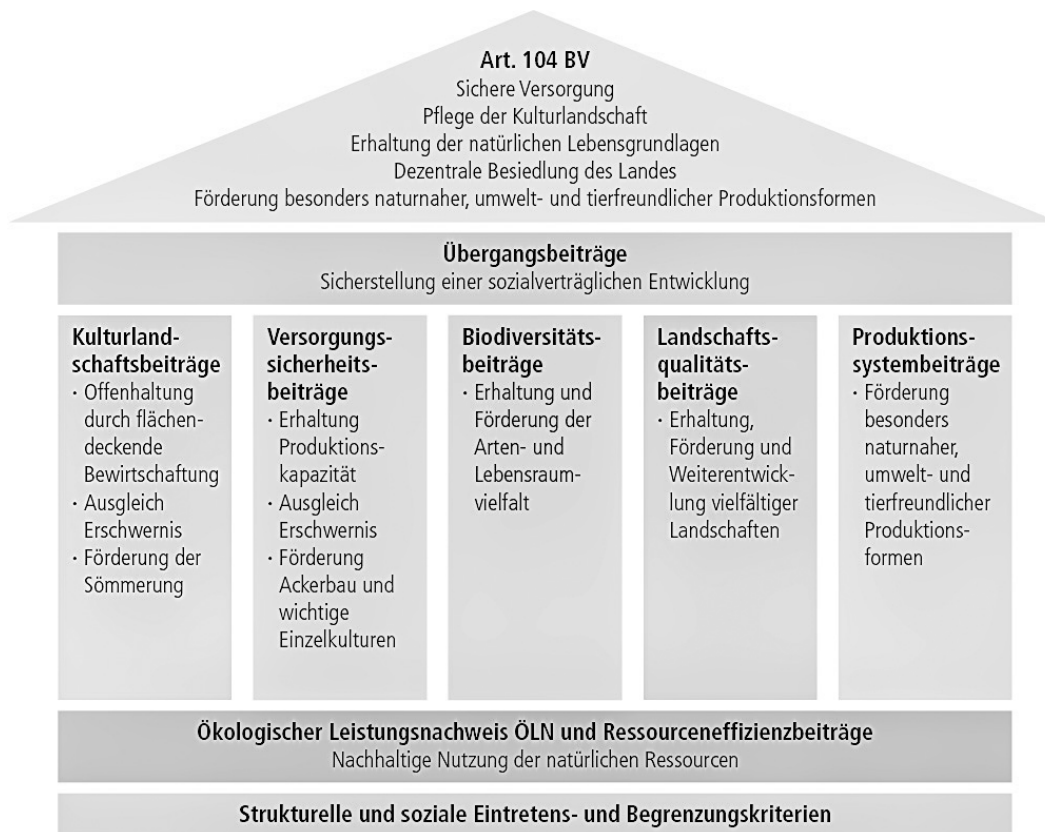 Art. 104 BV
Sichere Versorgung
Pflege der Kulturlandschaft
Erhaltung der natürlichen Lebensgrundlagen
Dezentrale Besiedlung des Landes
Förderung besonders naturnaher, umwelt- und tierfreundlicher Produktionsformen
Übergangsbeiträge
Sicherstellung einer sozialverträglichen Entwicklung
Kulturland-
schaftsbeiträge
· Offenhaltung
durch flächen-
deckende
Bewirtschaftung
· Ausgleich
Erschwernis
· Förderung der
Sömmerung
Versorgungs-
sicherheits-
beiträge
· Erhaltung
Produktions-
kapazität
· Ausgleich
Erschwernis
· Förderung
Ackerbau und
wichtige
Einzelkulturen
Biodiversitäts-
beiträge
· Erhaltung und
Förderung der
Arten- und
Lebensraum-
vielfalt
Landschafts-
qualitäts-
beiträge
· Erhaltung,
Förderung und
Weiterentwick-
lung vielfältiger
Landschaften
Produktions-
systembeiträge
· Förderung
besonders
naturnaher,
umwelt- und
tierfreundlicher
Produktions-
formen
Ökologischer Leistungsnachweis ÖLN und Ressourceneffizienzbeiträge
Nachhaltige Nutzung der natürlichen Ressourcen
Strukturelle und soziale Eintretens- und Begrenzungskriterien